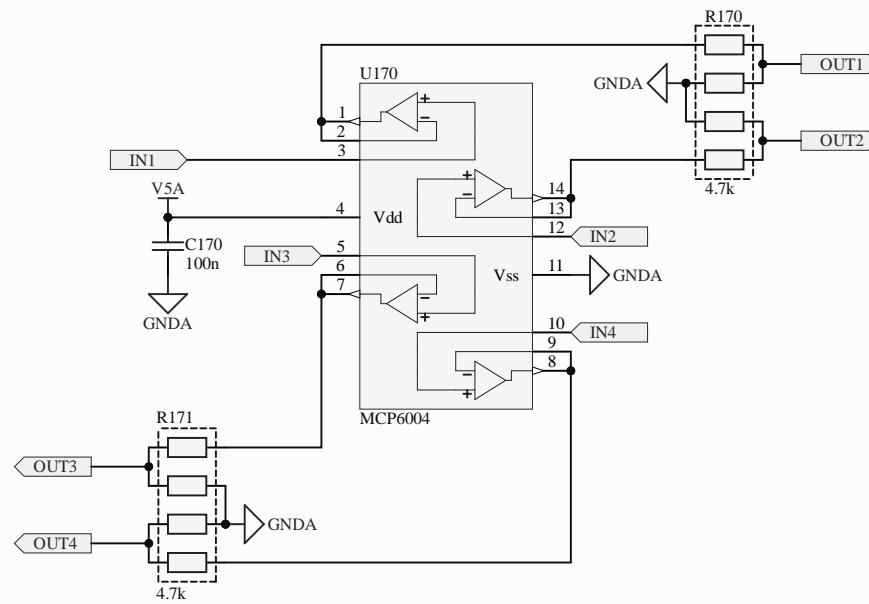 R170
OUT1
U170
GNDA
1
+
-
2
OUT2
IN1
3
+
14
4.7k
V5A
-
13
4
Vdd
12
IN2
C170
100n
IN3
5
6
Vss
11
GNDA
7
-
+
GNDA
10
IN4
9
-
8
+
MCP6004
R171
OUT3
GNDA
OUT4
4.7k